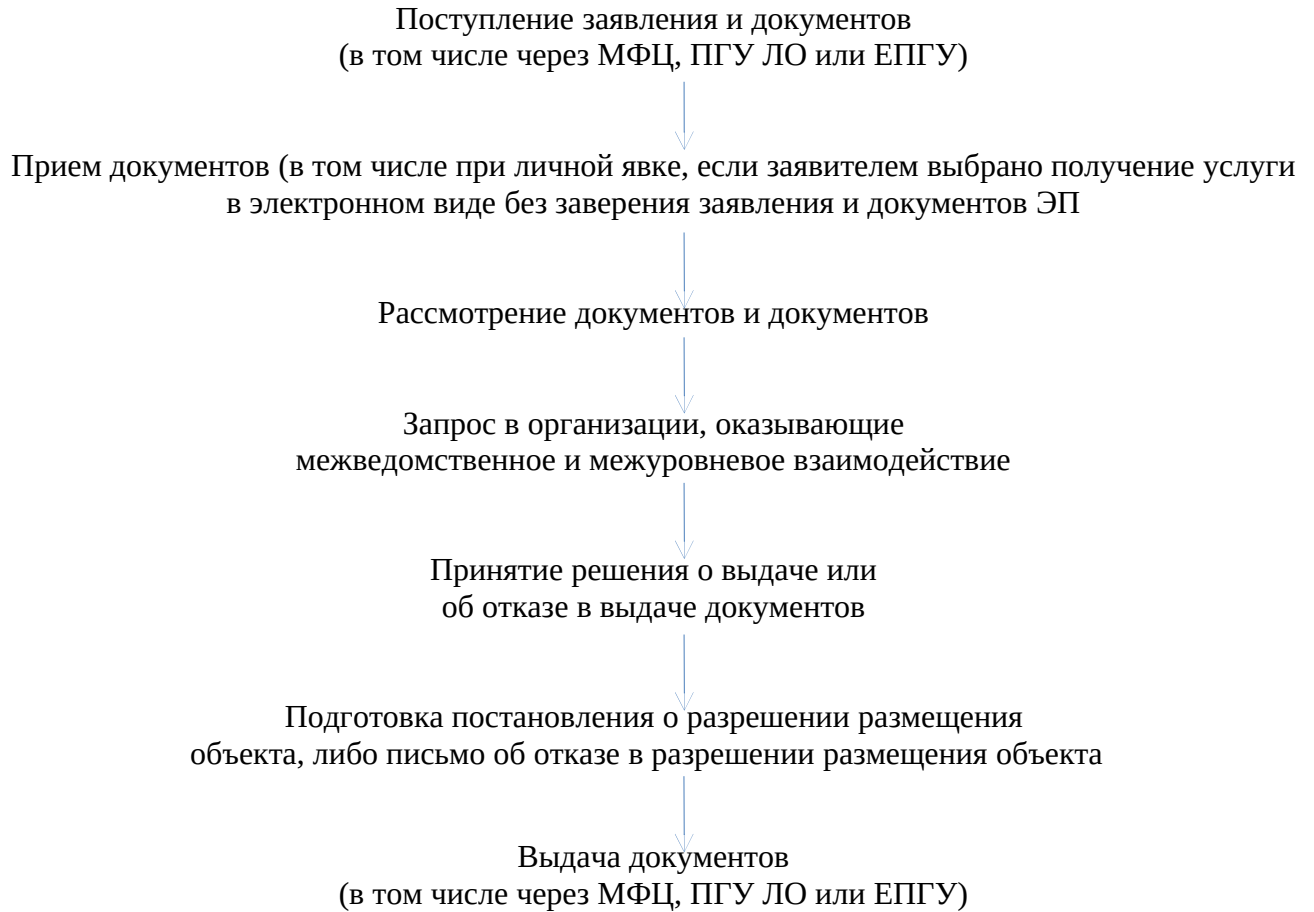 Поступление заявления и документов
(в том числе через МФЦ, ПГУ ЛО или ЕПГУ)
Прием документов (в том числе при личной явке, если заявителем выбрано получение услуги
в электронном виде без заверения заявления и документов ЭП
Рассмотрение документов и документов
Запрос в организации, оказывающие
межведомственное и межуровневое взаимодействие
Принятие решения о выдаче или
об отказе в выдаче документов
Подготовка постановления о разрешении размещения
объекта, либо письмо об отказе в разрешении размещения объекта
Выдача документов
(в том числе через МФЦ, ПГУ ЛО или ЕПГУ)